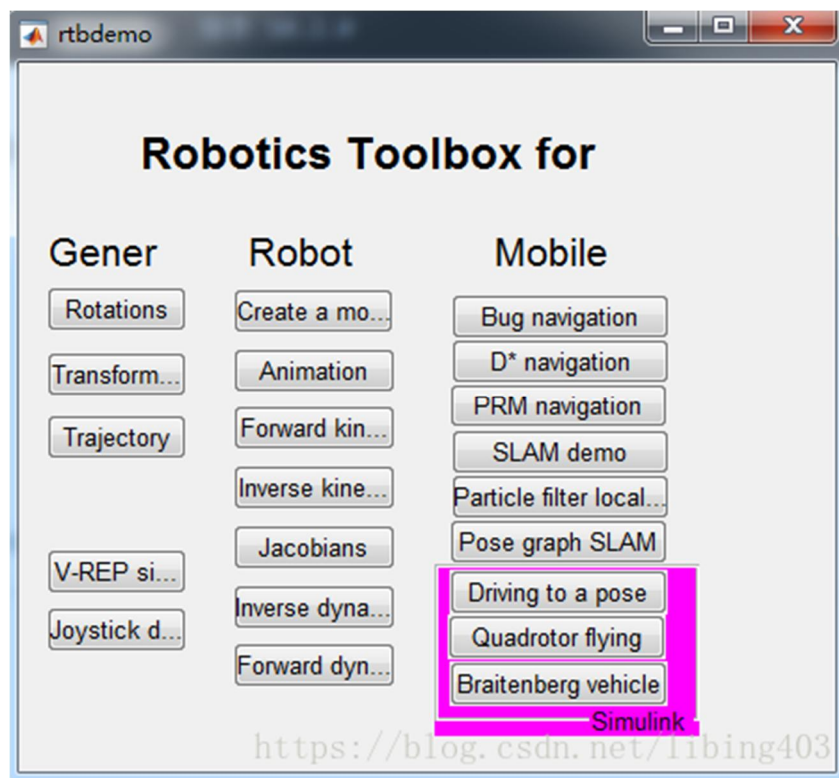 rtbdemo
Robotics Toolbox for
Gener
Rotations
Transform...
Trajectory
V-REP si...
Joystick d...
Robot
Create a mo...
Animation
Forward kin...
Inverse kine...
Jacobians
Inverse dyna...
Forward dyn...
Mobile
Bug navigation
D* navigation
PRM navigation
SLAM demo
Particle filter local...
Pose graph SLAM
Driving to a pose
Quadrotor flying
Braitenberg vehicle
Simulink
https://blog.csdn.net/libing403